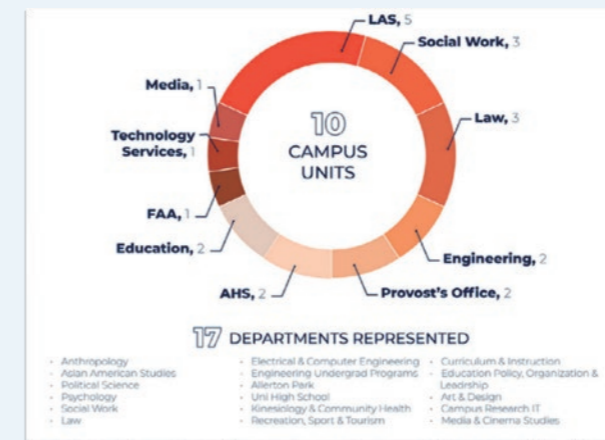 LAS, 5
Social Work, 3
Media, 1
10
CAMPUS
UNITS
Law, 3
Technology
Services, 1
FAA, 1
Education, 2
Engineering, 2
AHS, 2
Provost's Office, 2
17 DEPARTMENTS REPRESENTED
· Anthropology
· Asian American Studies
· Political Science
· Psychology
· Social Work
· Law
· Electrical & Computer Engineering
· Engineering Undergrad Programs
· Allerton Park
· Uni High School
· Kinesiology & Community Health
· Recreation, Sport & Tourism
· Curriculum & Instruction
· Education Policy, Organization &
Leadrship
· Art & Design
· Campus Research IT
· Media & Cinema Studies